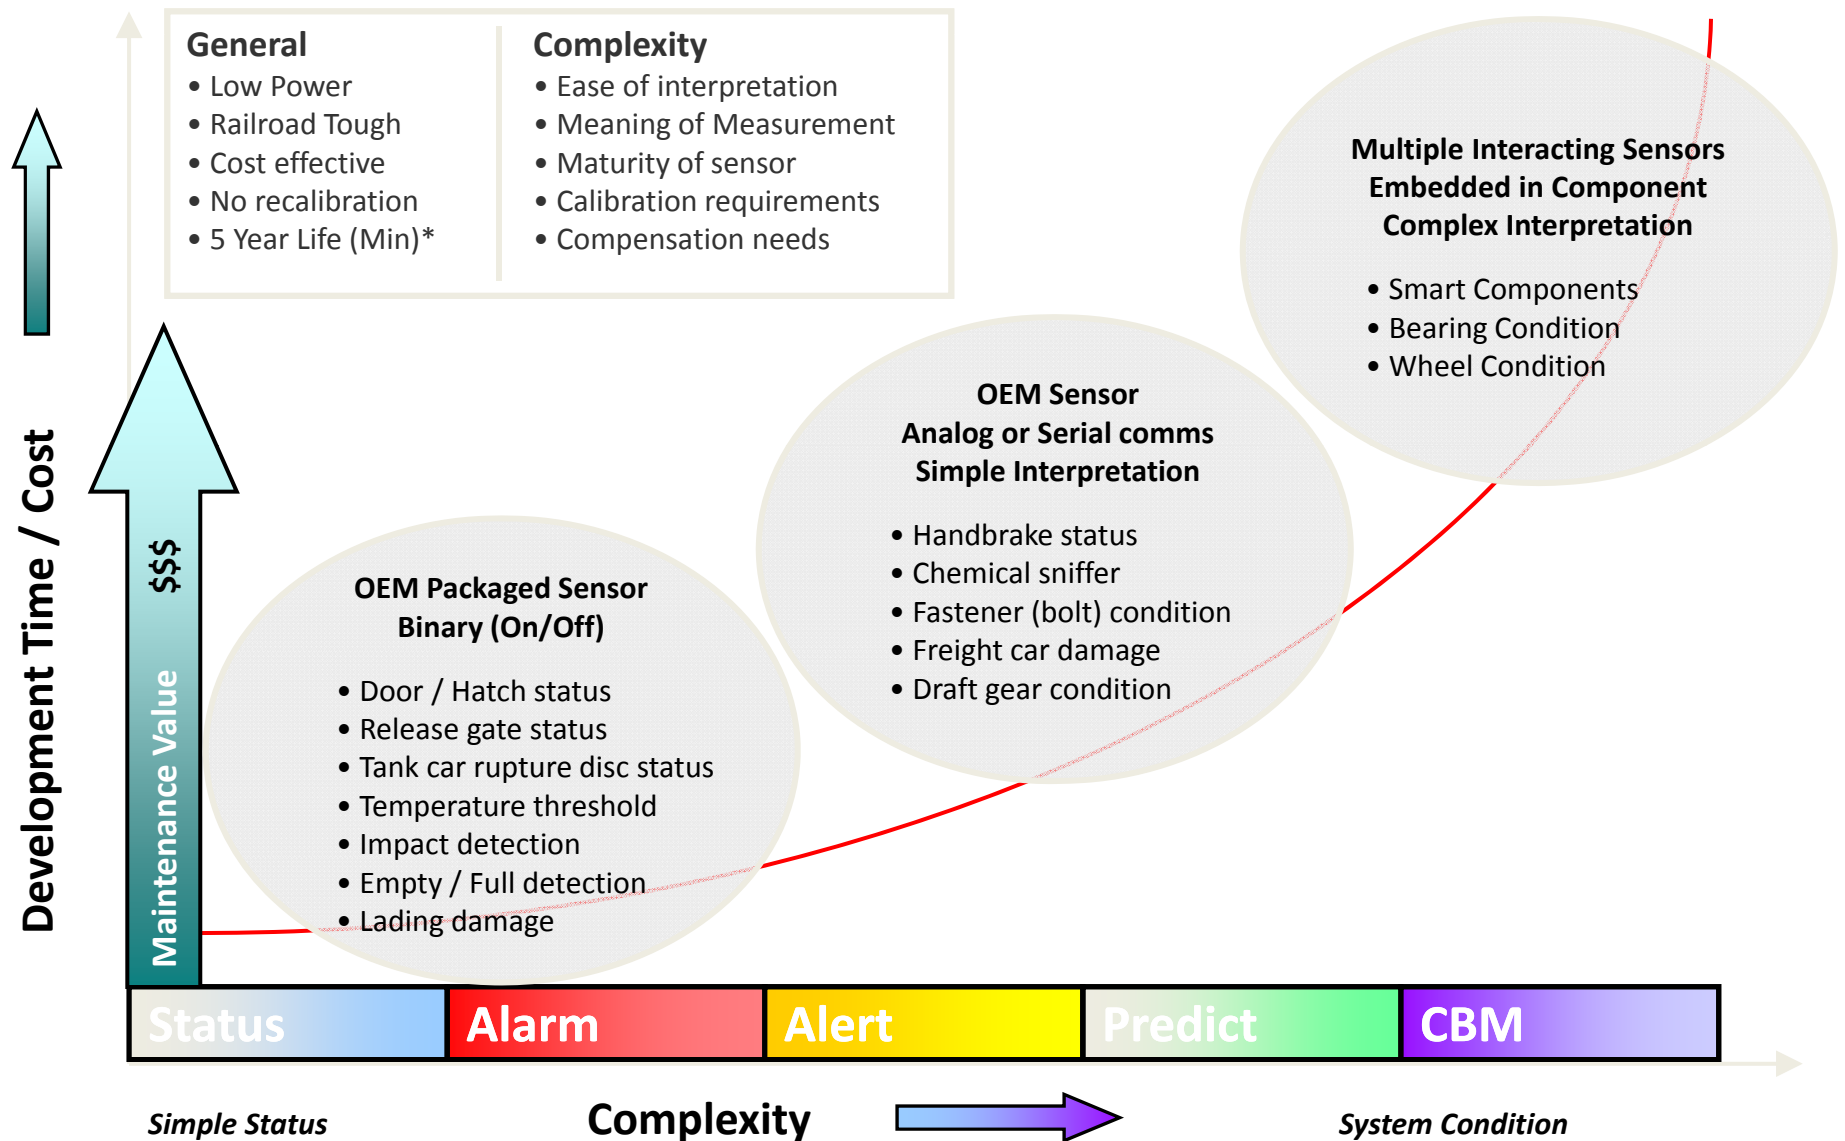 General
• Low Power
• Railroad Tough
• Cost effective
• No recalibration
• 5 Year Life (Min)*
Complexity
• Ease of interpretation
• Meaning of Measurement
• Maturity of sensor
• Calibration requirements
• Compensation needs
Multiple Interacting Sensors
Embedded in Component
Complex Interpretation
• Smart Components
• Bearing Condition
• Wheel Condition
OEM Sensor
Analog or Serial comms
Simple Interpretation
• Handbrake status
• Chemical sniffer
• Fastener (bolt) condition
• Freight car damage
• Draft gear condition
OEM Packaged Sensor
Binary (On/Off)
• Door / Hatch status
• Release gate status
• Tank car rupture disc status
• Temperature threshold
• Impact detection
• Empty / Full detection
• Lading damage
Development Time / Cost
Maintenance Value $$$
Status
Alarm
Alert
Predict
CBM
Simple Status
Complexity
System Condition